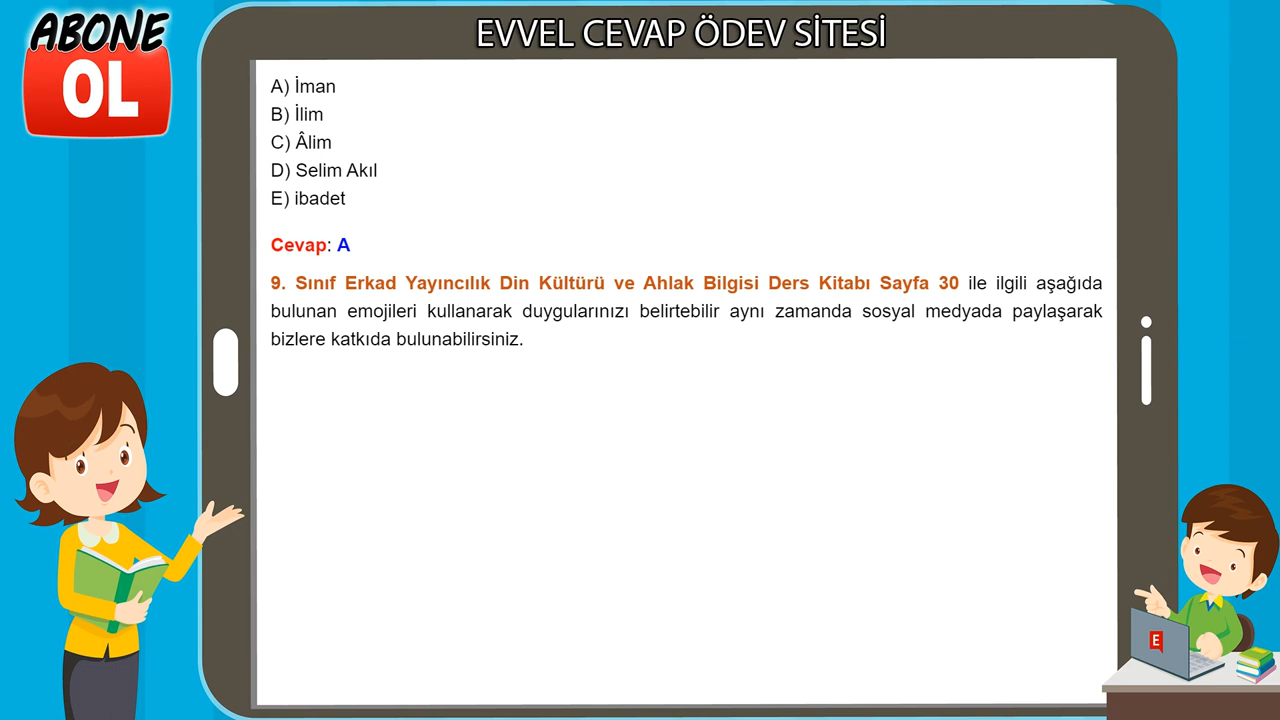 ABONE
OL
EVVEL CEVAP ÖDEV SİTESİ
A) İman
B) İlim
C) Âlim
D) Selim Akıl
E) ibadet
Cevap: A
9. Sınıf Erkad Yayıncılık Din Kültürü ve Ahlak Bilgisi Ders Kitabı Sayfa 30 ile ilgili aşağıda
bulunan emojileri kullanarak duygularınızı belirtebilir aynı zamanda sosyal medyada paylaşarak
bizlere katkıda bulunabilirsiniz.
E